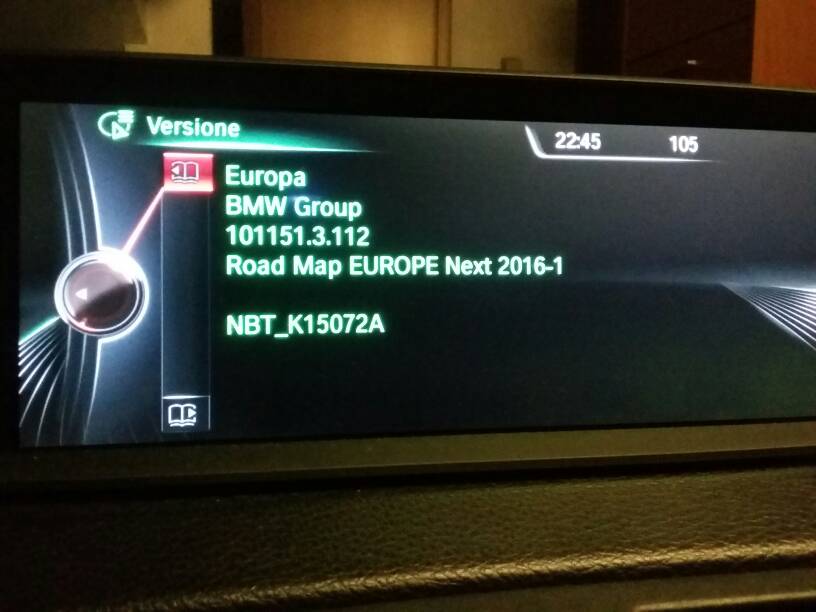 Versione
22:45
105
Europa
BMW Group
101151.3.112
Road Map EUROPE Next 2016-1
NBT_K15072A